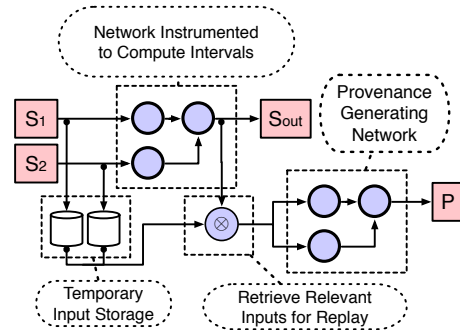 Network Instrumented
to Compute Intervals
Provenance
Generating
Network
S1
Sout
S2
P
⊗
Temporary
Input Storage
Retrieve Relevant
Inputs for Replay